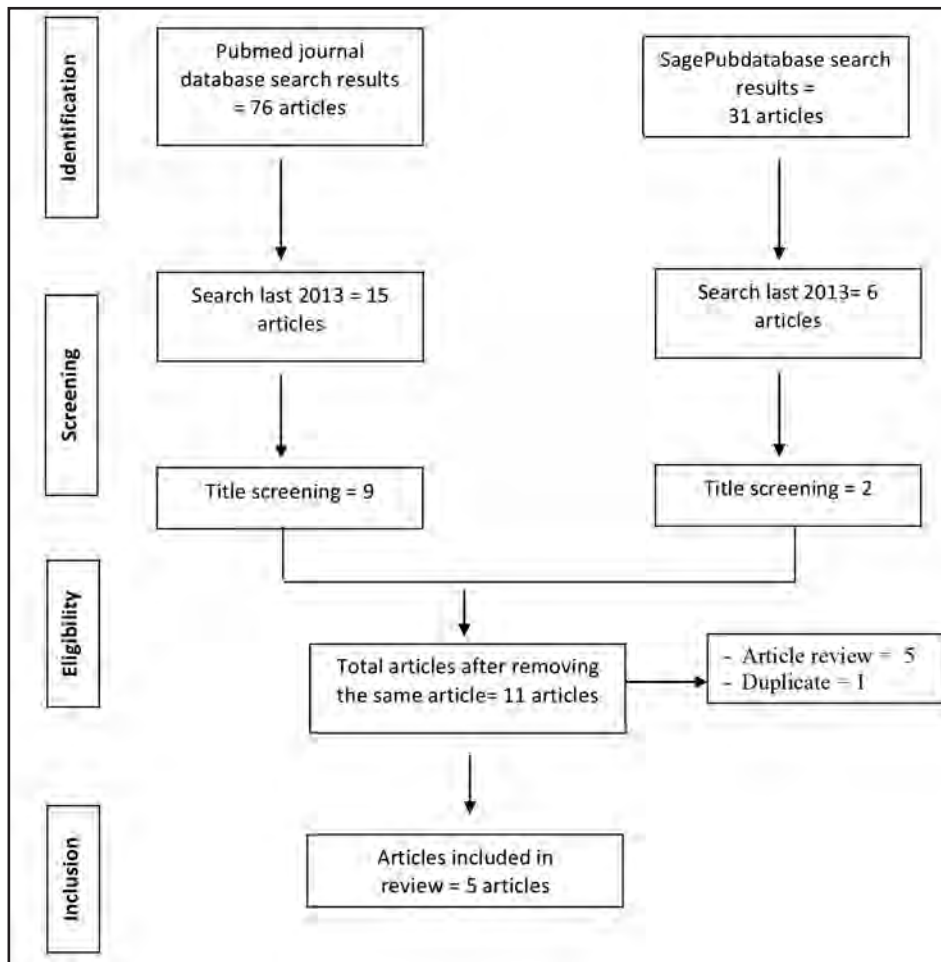 Identification
Pubmed journal
database search results
= 76 articles
SagePubdatabase search
results =
31 articles
Screening
Search last 2013 = 15
articles
Search last 2013= 6
articles
Title screening = 9
Title screening = 2
Eligibility
Total articles after removing
the same article= 11 articles
- Article review = 5
- Duplicate = 1
Inclusion
Articles included in
review = 5 articles